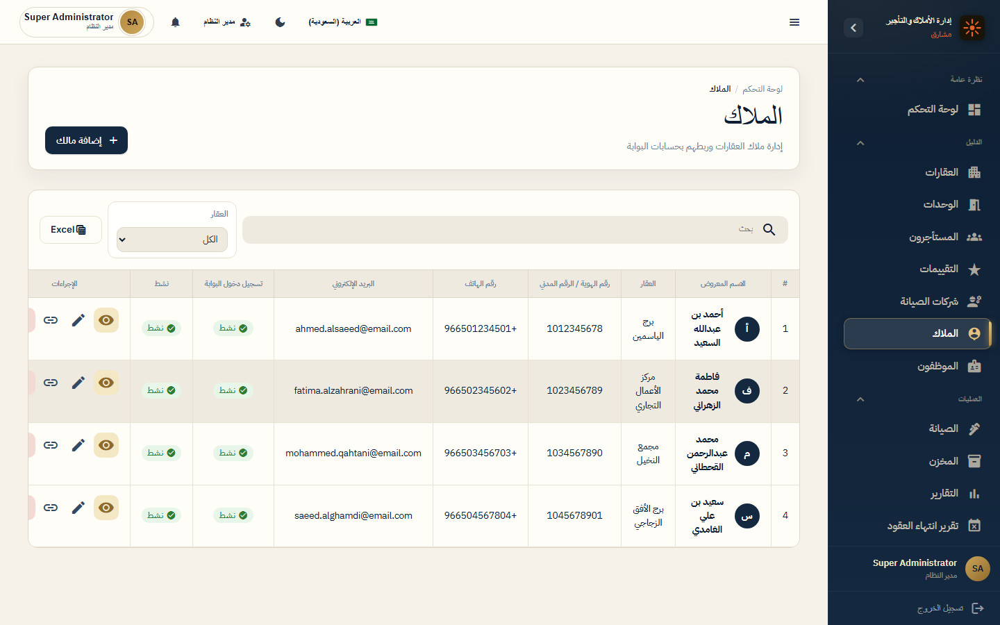 إدارة الأملاك والتأجير
مشارق
نظرة عامة
لوحة التحكم
الدليل
العقارات
الوحدات
المستأجرون
التقييمات
شركات الصيانة
الملاك
الموظفون
العمليات
الصيانة
المخزن
التقارير
تقرير انتهاء العقود
Super Administrator
مدير النظام
SA
تسجيل الخروج
العربية (السعودية)
مدير النظام
SA
Super Administrator
مدير النظام
لوحة التحكم / الملاك
الملاك
إدارة ملاك العقارات وربطهم بحسابات البوابة
إضافة مالك
بحث
العقار
الكل
Excel
# الاسم المعروض العقار رقم الهوية / الرقم المدني رقم الهاتف البريد الإلكتروني تسجيل دخول البوابة نشط الإجراءات
1 أ أحمد بن عبدالله السعيد برج الياسمين 1012345678 +966501234501 ahmed.alsaeed@email.com نشط نشط
2 ف فاطمة محمد الزهراني مركز الأعمال التجاري 1023456789 +966502345602 fatima.alzahrani@email.com نشط نشط
3 م محمد عبدالرحمن القحطاني مجمع النخيل 1034567890 +966503456703 mohammed.qahtani@email.com نشط نشط
4 س سعيد بن علي الغامدي برج الأفق الزجاجي 1045678901 +966504567804 saeed.alghamdi@email.com نشط نشط